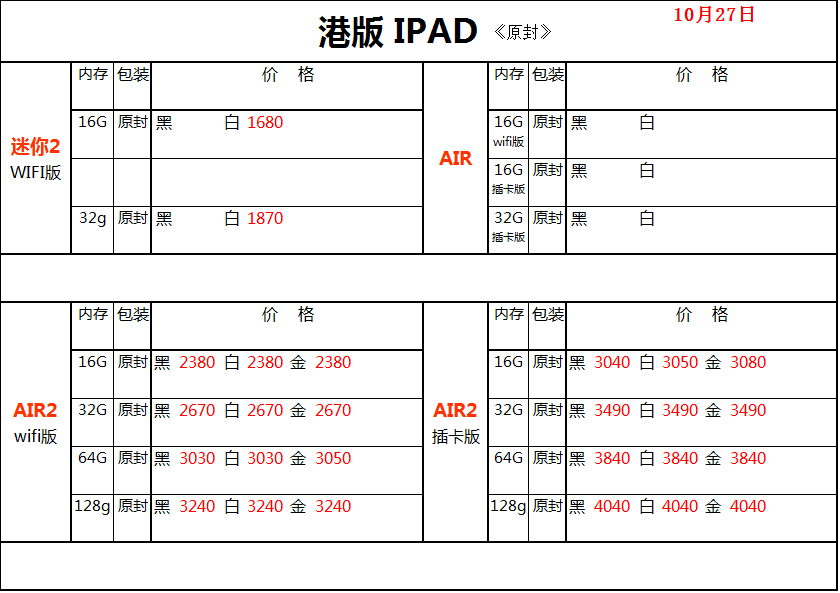 港版 IPAD 《原封》 10月27日
内存 包装 价 格 内存 包装 价 格
迷你2
WIFI版
16G 原封 黑 白 1680
32g 原封 黑 白 1870
AIR
16G
wifi版 原封 黑 白
16G
插卡版 原封 黑 白
32G
插卡版 原封 黑 白
内存 包装 价 格 内存 包装 价 格
AIR2
wifi版
16G 原封 黑 2380 白 2380 金 2380
32G 原封 黑 2670 白 2670 金 2670
64G 原封 黑 3030 白 3030 金 3050
128g 原封 黑 3240 白 3240 金 3240
AIR2
插卡版
16G 原封 黑 3040 白 3050 金 3080
32G 原封 黑 3490 白 3490 金 3490
64G 原封 黑 3840 白 3840 金 3840
128g 原封 黑 4040 白 4040 金 4040